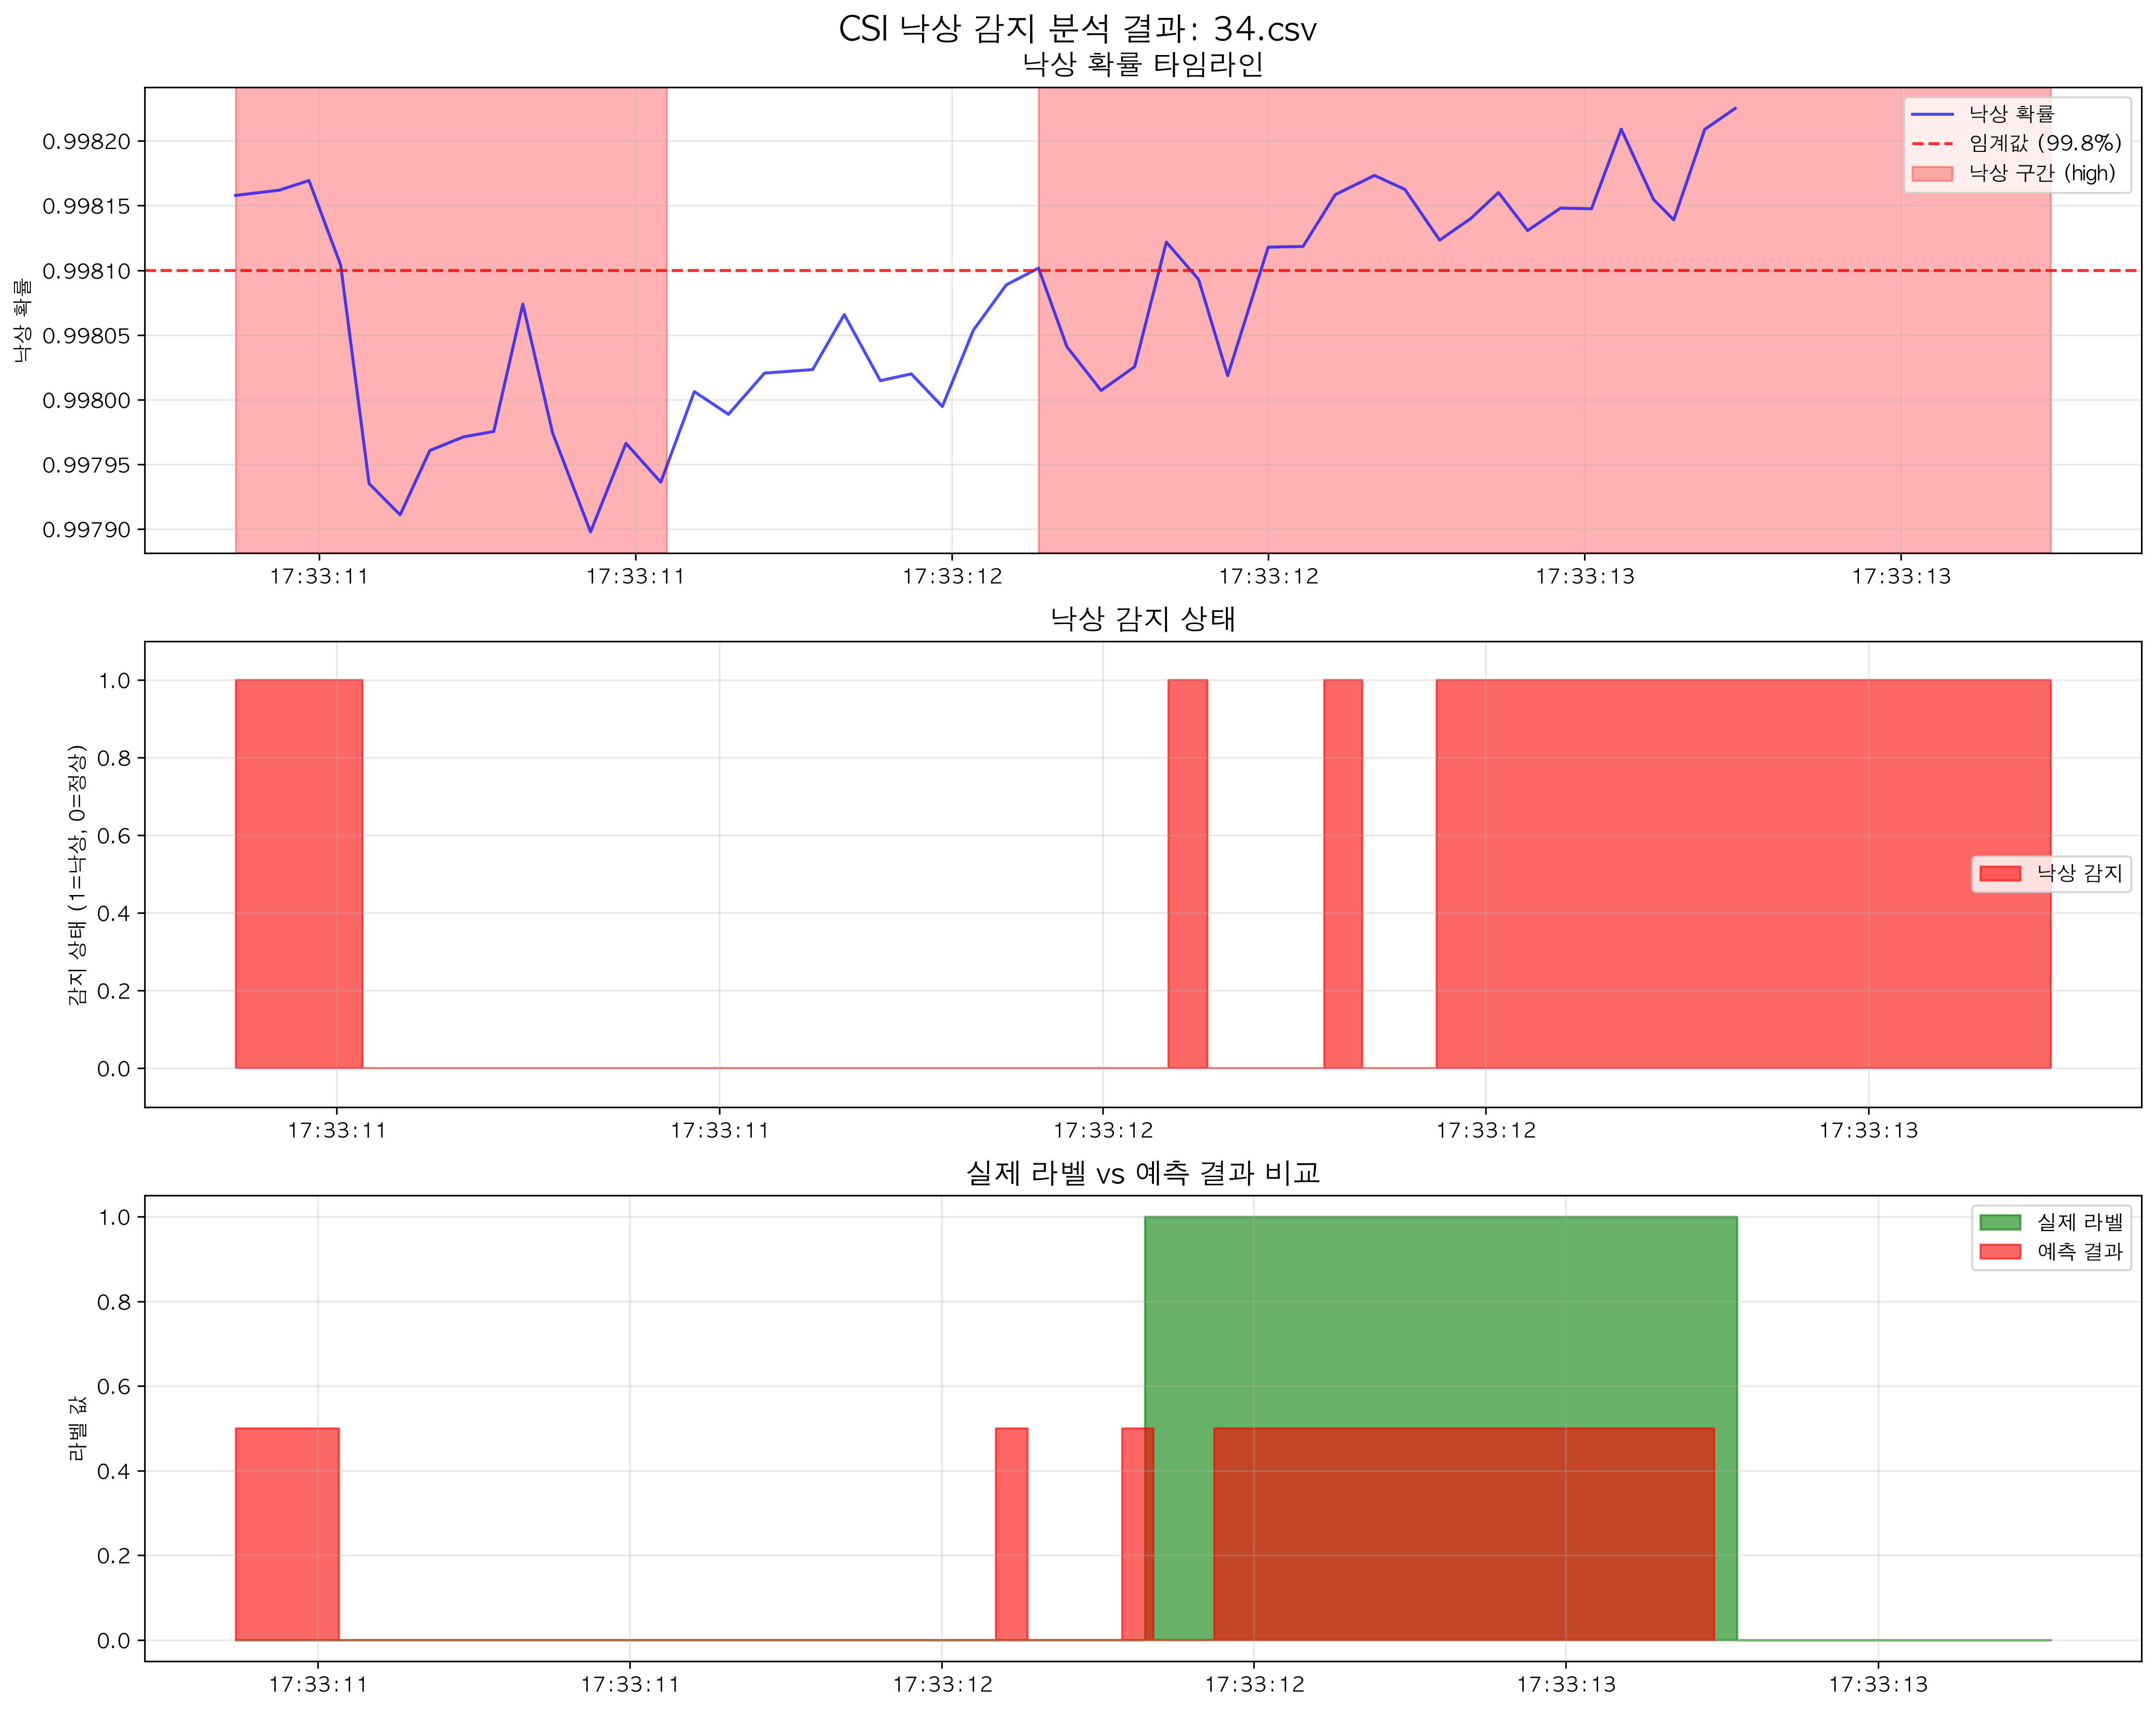 CSI 낙상 감지 분석 결과: 34.csv
낙상 확률 타임라인
낙상 확률
0.99820
0.99815
0.99810
0.99805
0.99800
0.99795
0.99790
낙상 확률
임계값 (99.8%)
낙상 구간 (high)
17:33:11 17:33:11 17:33:12 17:33:12 17:33:13 17:33:13
낙상 감지 상태
감지 상태 (1=낙상, 0=정상)
1.0
0.8
0.6
0.4
0.2
0.0
낙상 감지
17:33:11 17:33:11 17:33:12 17:33:12 17:33:13
실제 라벨 vs 예측 결과 비교
라벨 값
1.0
0.8
0.6
0.4
0.2
0.0
실제 라벨
예측 결과
17:33:11 17:33:11 17:33:12 17:33:12 17:33:13 17:33:13